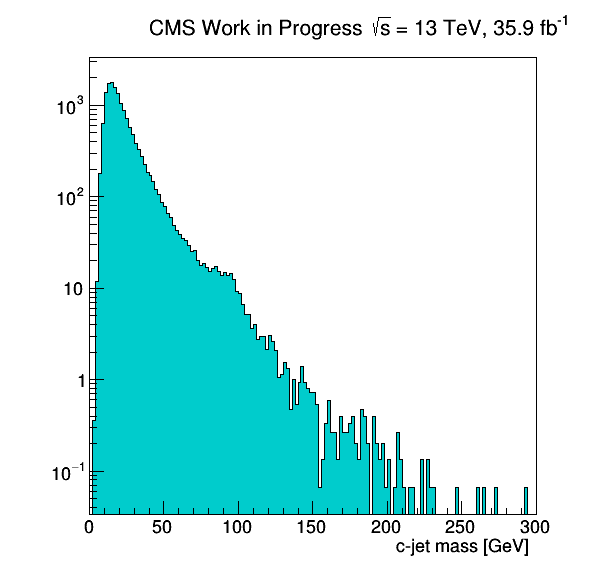 CMS Work in Progress √s = 13 TeV, 35.9 fb⁻¹
10³
10²
10
1
10⁻¹
0 50 100 150 200 250 300
c-jet mass [GeV]